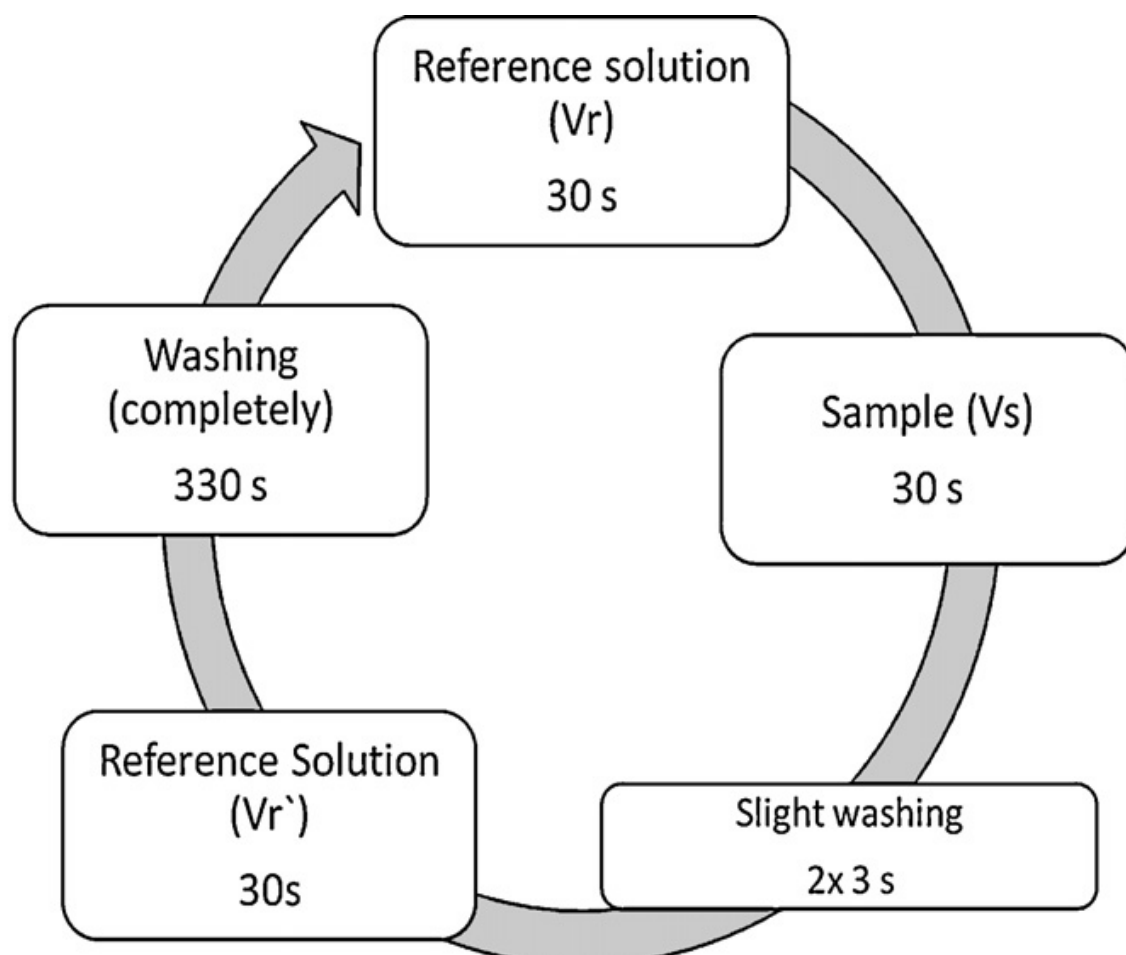 Reference solution
(Vr)
30 s
Sample (Vs)
30 s
Slight washing
2x 3 s
Reference Solution
(Vr`)
30s
Washing
(completely)
330 s